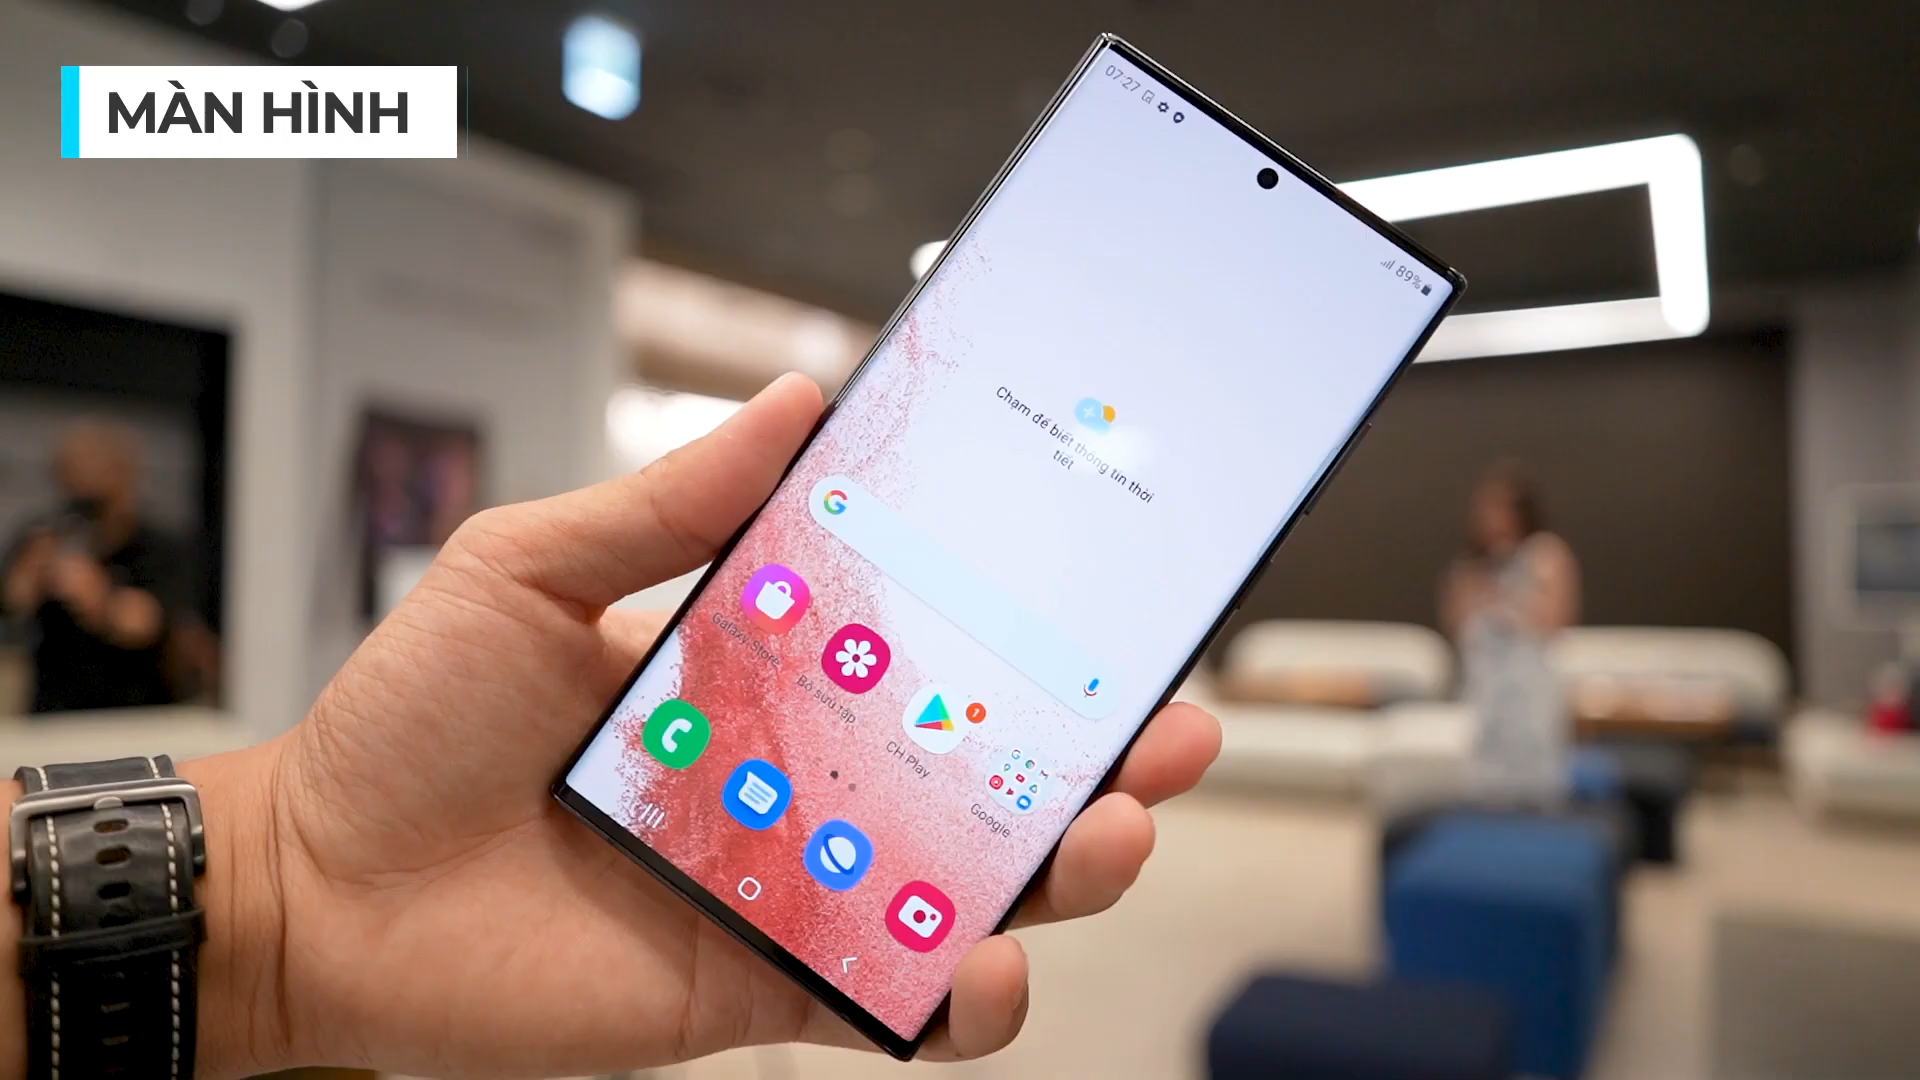 MÀN HÌNH
07:27
89%
Chạm để biết thông tin thời
tiết
Galaxy Store
Bộ sưu tập
CH Play
1
Google